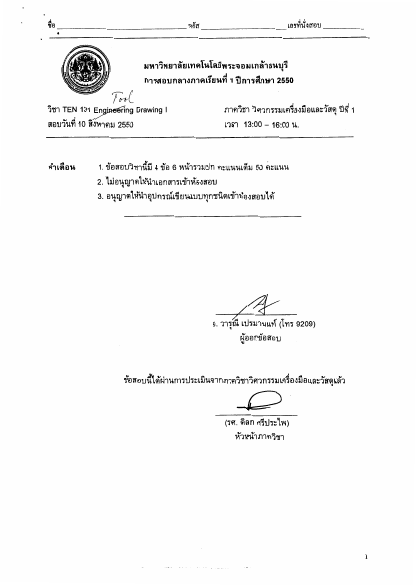 ชื่อ รหัส เลขที่นั่งสอบ
มหาวิทยาลัยเทคโนโลยีพระจอมเกล้าธนบุรี
การสอบกลางภาคเรียนที่ 1 ปีการศึกษา 2550
Tool
วิชา TEN 131 Engineering Drawing I ภาควิชา วิศวกรรมเครื่องมือและวัสดุ ปีที่ 1
สอบวันที่ 10 สิงหาคม 2550 เวลา 13:00 – 16:00 น.
คำเตือน 1. ข้อสอบวิชานี้มี 4 ข้อ 6 หน้ารวมปก คะแนนเต็ม 50 คะแนน
2. ไม่อนุญาตให้นำเอกสารเข้าห้องสอบ
3. อนุญาตให้นำอุปกรณ์เขียนแบบทุกชนิดเข้าห้องสอบได้
อ. วารุณี เปรมานนท์ (โทร 9209)
ผู้ออกข้อสอบ
ข้อสอบนี้ได้ผ่านการประเมินจากภาควิชาวิศวกรรมเครื่องมือและวัสดุแล้ว
(รศ. ดิลก ศรีประไพ)
หัวหน้าภาควิชา
1